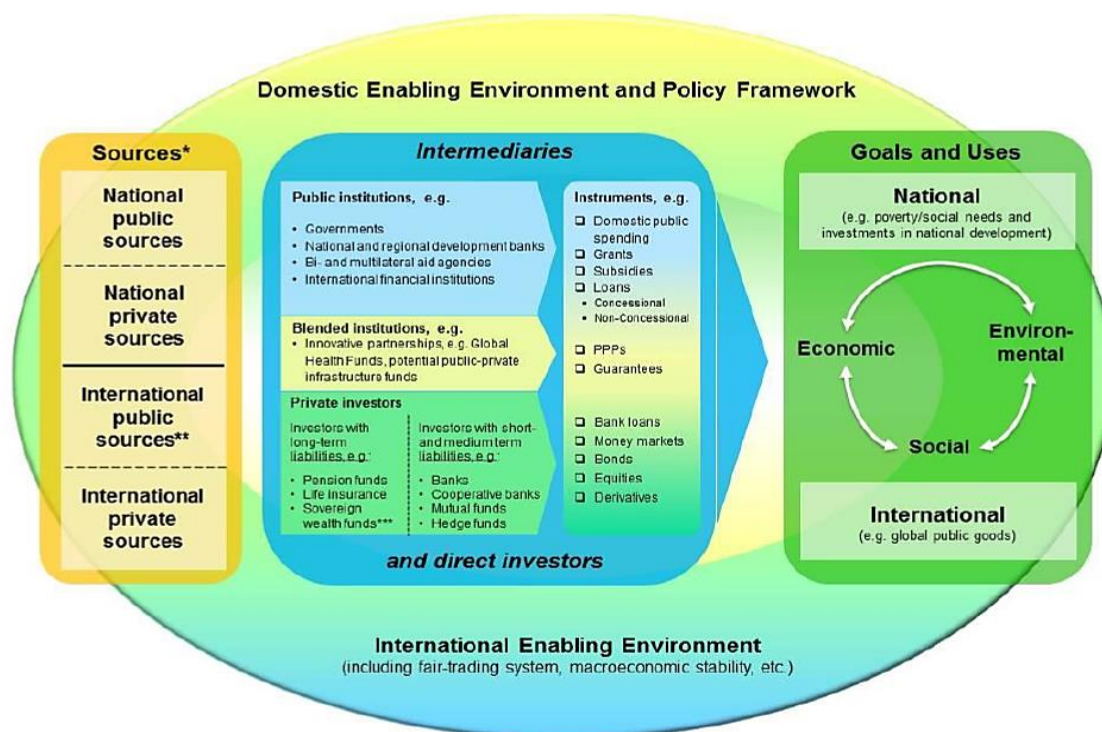 Domestic Enabling Environment and Policy Framework
Sources*
National
public
sources
National
private
sources
International
public
sources**
International
private
sources
Intermediaries
Public institutions, e.g.
• Governments
• National and regional development banks
• Bi- and multilateral aid agencies
• International financial institutions
Blended institutions, e.g.
• Innovative partnerships, e.g. Global
Health Funds, potential public-private
infrastructure funds
Private investors
Investors with
long-term
liabilities, e.g.:
• Pension funds
• Life Insurance
• Sovereign
wealth funds***
Investors with short-
and medium term
liabilities, e.g.:
• Banks
• Cooperative banks
• Mutual funds
• Hedge funds
Instruments, e.g.
❑ Domestic public
spending
❑ Grants
❑ Subsidies
❑ Loans
• Concessional
• Non-Concessional
❑ PPPs
❑ Guarantees
❑ Bank loans
❑ Money markets
❑ Bonds
❑ Equities
❑ Derivatives
and direct investors
Goals and Uses
National
(e.g. poverty/social needs and
investments in national development)
Economic
Environ-
mental
Social
International
(e.g. global public goods)
International Enabling Environment
(including fair-trading system, macroeconomic stability, etc.)